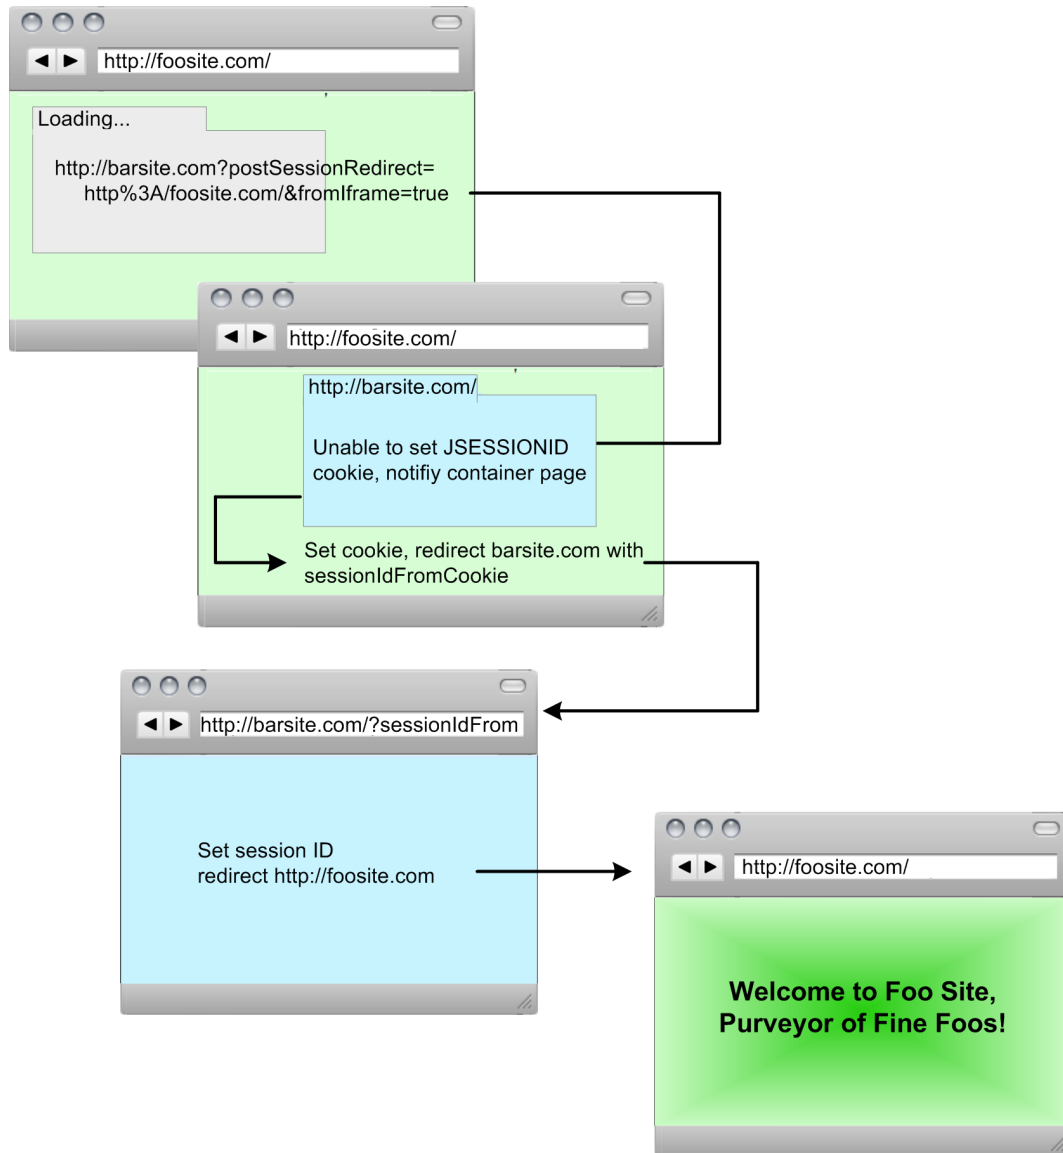 http://foosite.com/
Loading...
http://barsite.com?postSessionRedirect=
http%3A/foosite.com/&fromIframe=true
http://foosite.com/
http://barsite.com/
Unable to set JSESSIONID
cookie, notifiy container page
Set cookie, redirect barsite.com with
sessionIdFromCookie
http://barsite.com/?sessionIdFrom
Set session ID
redirect http://foosite.com
http://foosite.com/
Welcome to Foo Site,
Purveyor of Fine Foos!